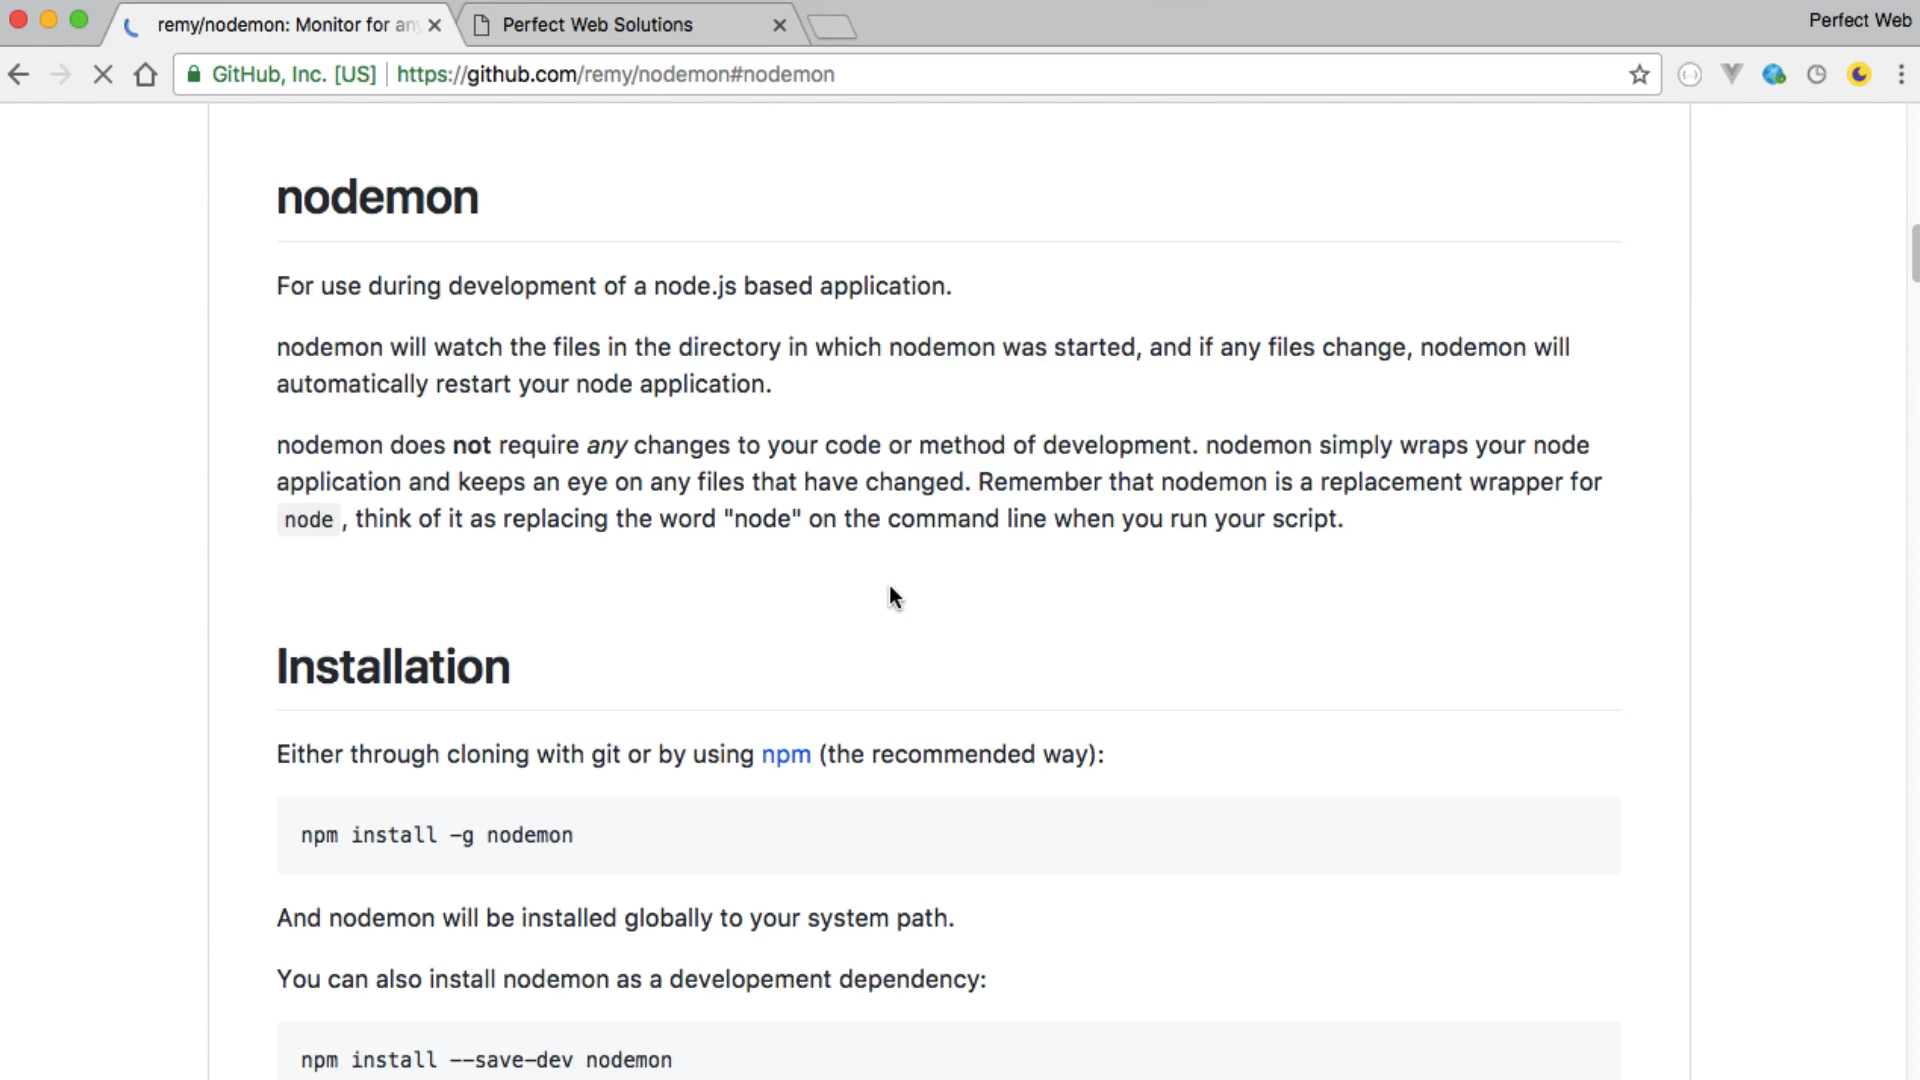 remy/nodemon: Monitor for an
Perfect Web Solutions
Perfect Web
GitHub, Inc. [US]
https://github.com/remy/nodemon#nodemon
nodemon
For use during development of a node.js based application.
nodemon will watch the files in the directory in which nodemon was started, and if any files change, nodemon will
automatically restart your node application.
nodemon does not require any changes to your code or method of development. nodemon simply wraps your node
application and keeps an eye on any files that have changed. Remember that nodemon is a replacement wrapper for
node, think of it as replacing the word "node" on the command line when you run your script.
Installation
Either through cloning with git or by using npm (the recommended way):
npm install -g nodemon
And nodemon will be installed globally to your system path.
You can also install nodemon as a developement dependency:
npm install --save-dev nodemon